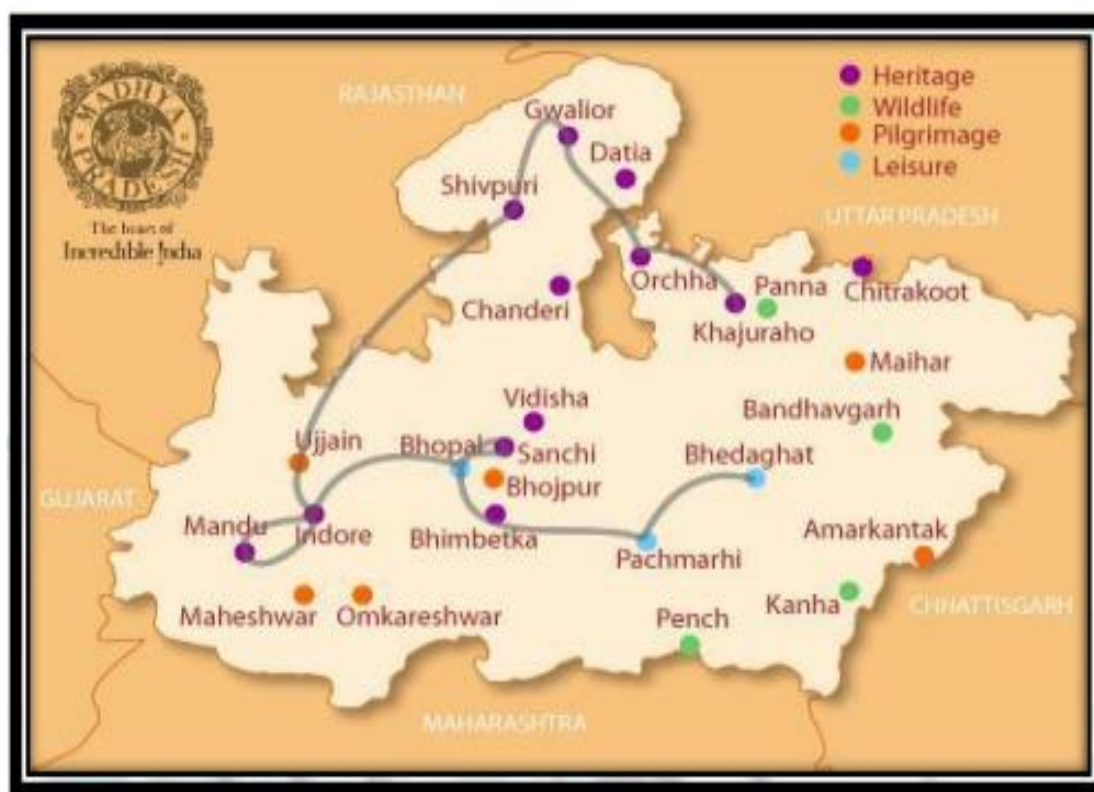 MADHYA PRADESH
The heart of
Incredible India
RAJASTHAN
Heritage
Wildlife
Pilgrimage
Leisure
Gwalior
Datia
Shivpuri
UTTAR PRADESH
Orchha
Panna
Chitrakoot
Chanderi
Khajuraho
Maihar
Vidisha
Bandhavgarh
Ujjain
Bhopal
Sanchi
Bhedaghat
GUJARAT
Bhojpur
Mandu
Indore
Bhimbetka
Pachmarhi
Amarkantak
Maheshwar
Omkareshwar
Pench
Kanha
CHHATTISGARH
MAHARASHTRA